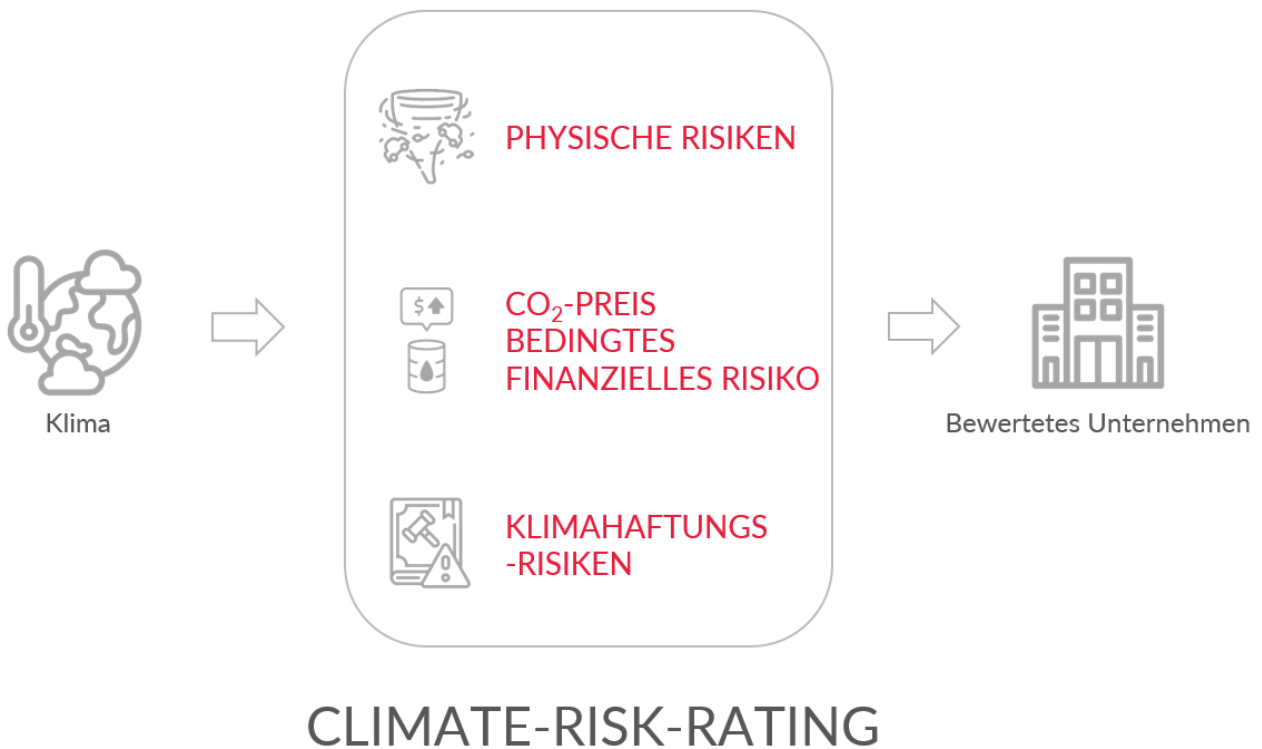 PHYSISCHE RISIKEN
$
CO₂-PREIS
BEDINGTES
FINANZIELLES RISIKO
Klima
Bewertetes Unternehmen
KLIMAHAFTUNGS
-RISIKEN
CLIMATE-RISK-RATING